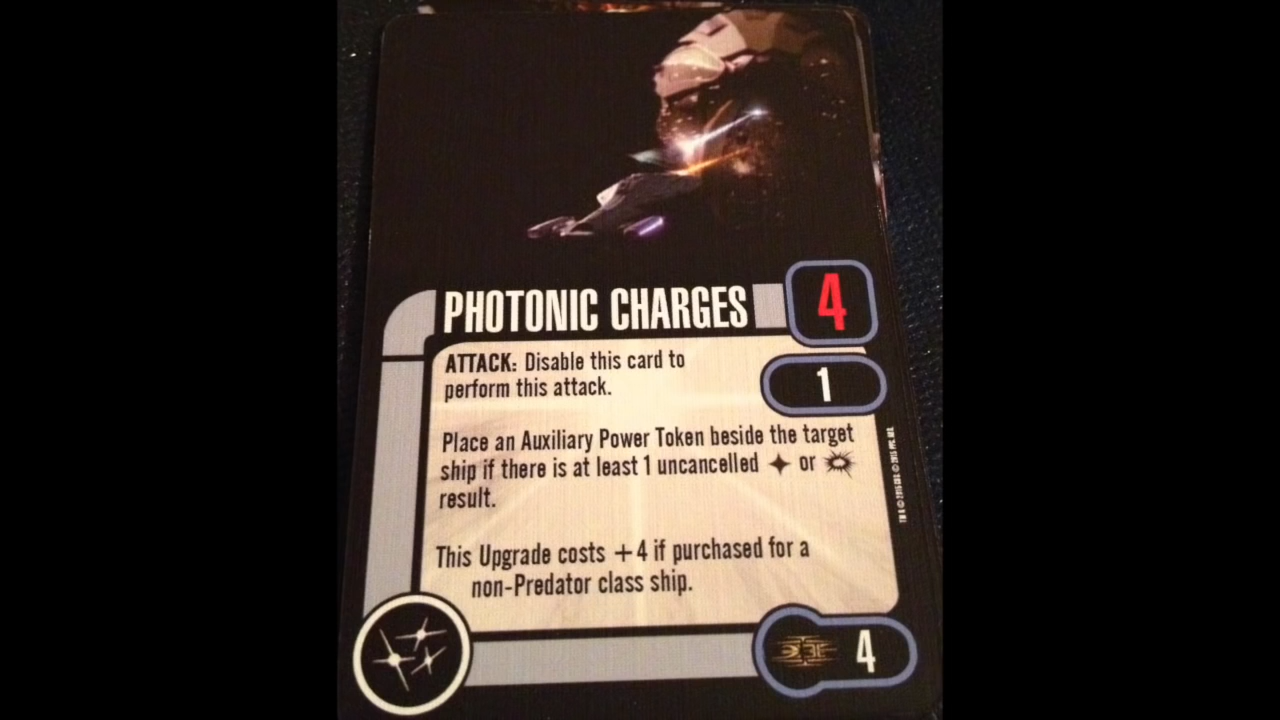 PHOTONIC CHARGES
4
ATTACK: Disable this card to
perform this attack.
1
Place an Auxiliary Power Token beside the target
ship if there is at least 1 uncancelled or
result.
This Upgrade costs +4 if purchased for a
non-Predator class ship.
4